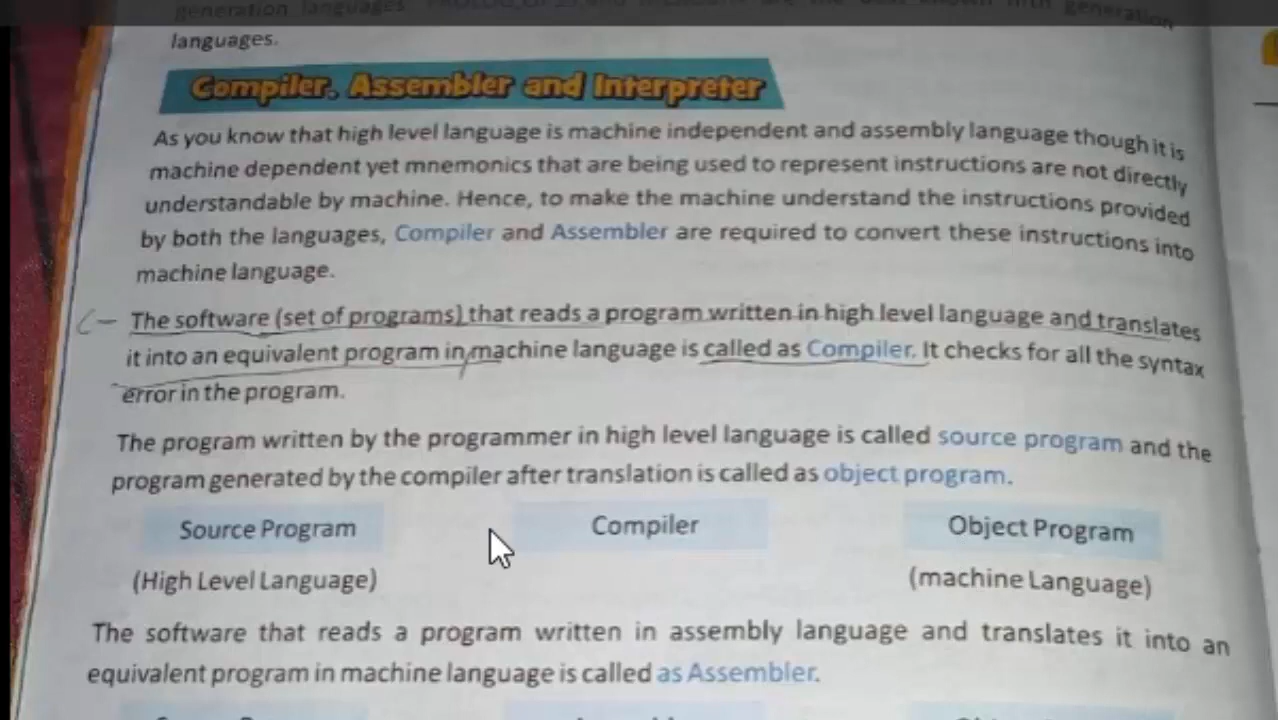 generation languages.
generation
languages.
Compiler, Assembler and Interpreter
As you know that high level language is machine independent and assembly language though it is
machine dependent yet mnemonics that are being used to represent instructions are not directly
understandable by machine. Hence, to make the machine understand the instructions provided
by both the languages, Compiler and Assembler are required to convert these instructions into
machine language.
The software (set of programs) that reads a program written in high level language and translates
it into an equivalent program in machine language is called as Compiler. It checks for all the syntax
error in the program.
The program written by the programmer in high level language is called source program and the
program generated by the compiler after translation is called as object program.
Source Program Compiler Object Program
(High Level Language) (machine Language)
The software that reads a program written in assembly language and translates it into an
equivalent program in machine language is called as Assembler.